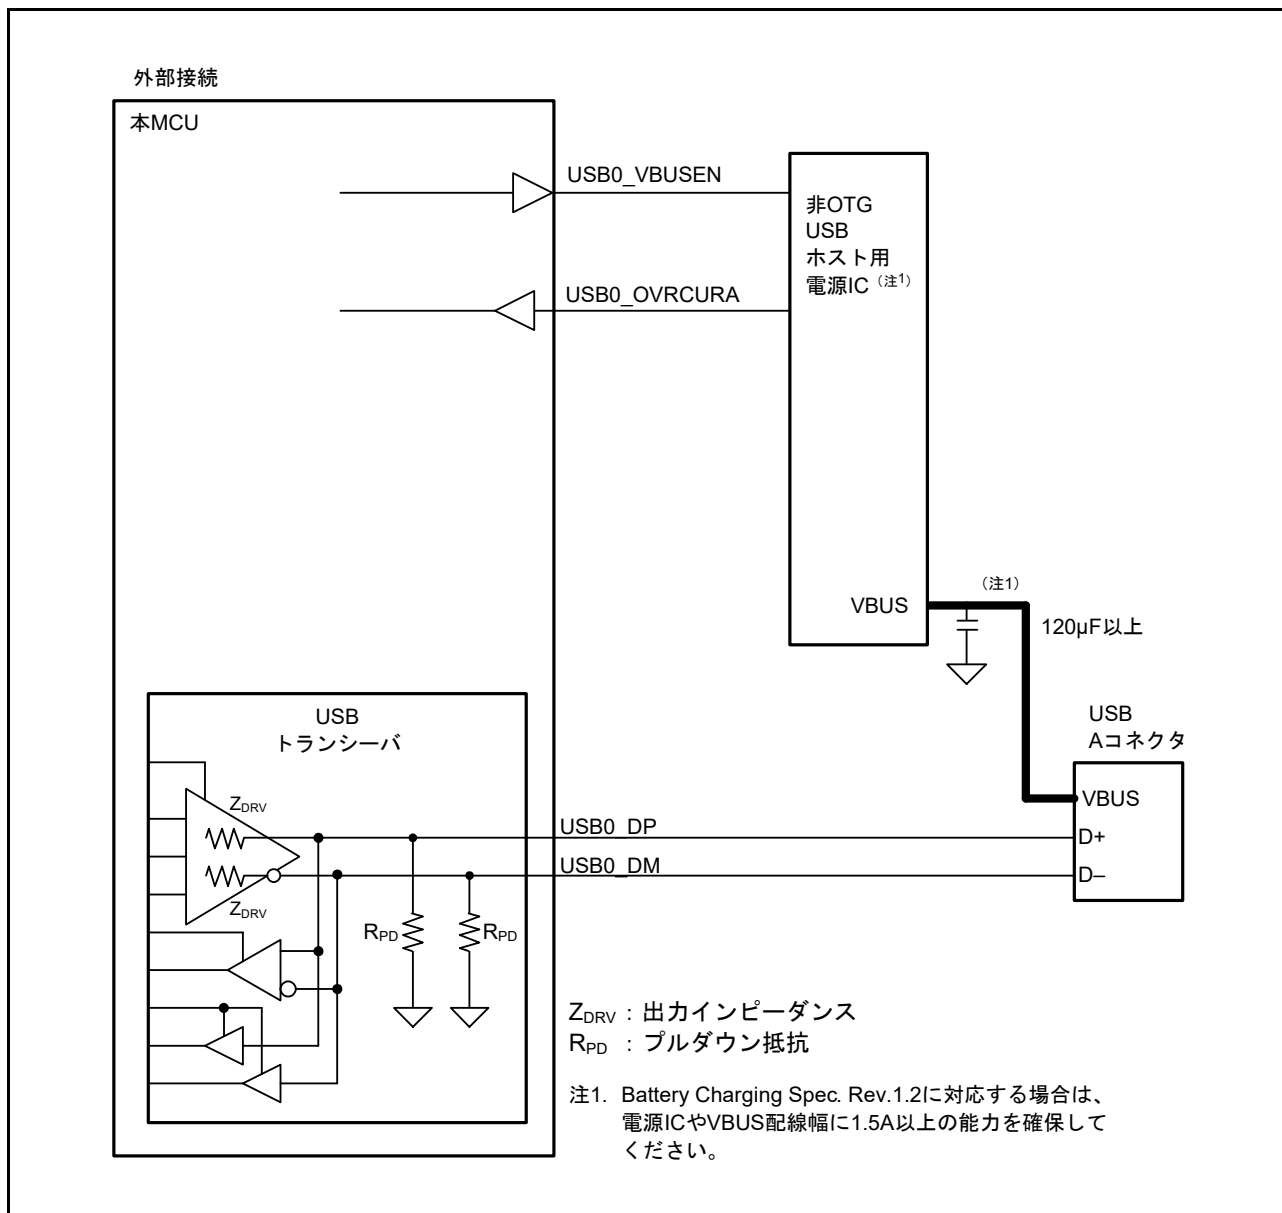 外部接続
本MCU
USB0_VBUSEN
非OTG
USB
ホスト用
電源IC（注1）
USB0_OVRCURA
（注1）
VBUS
120μF以上
USB
Aコネクタ
USB
トランシーバ
VBUS
ZDRV
USB0_DP
D+
USB0_DM
D–
ZDRV
RPD
RPD
ZDRV：出力インピーダンス
RPD：プルダウン抵抗
注1. Battery Charging Spec. Rev.1.2に対応する場合は、
電源ICやVBUS配線幅に1.5A以上の能力を確保して
ください。